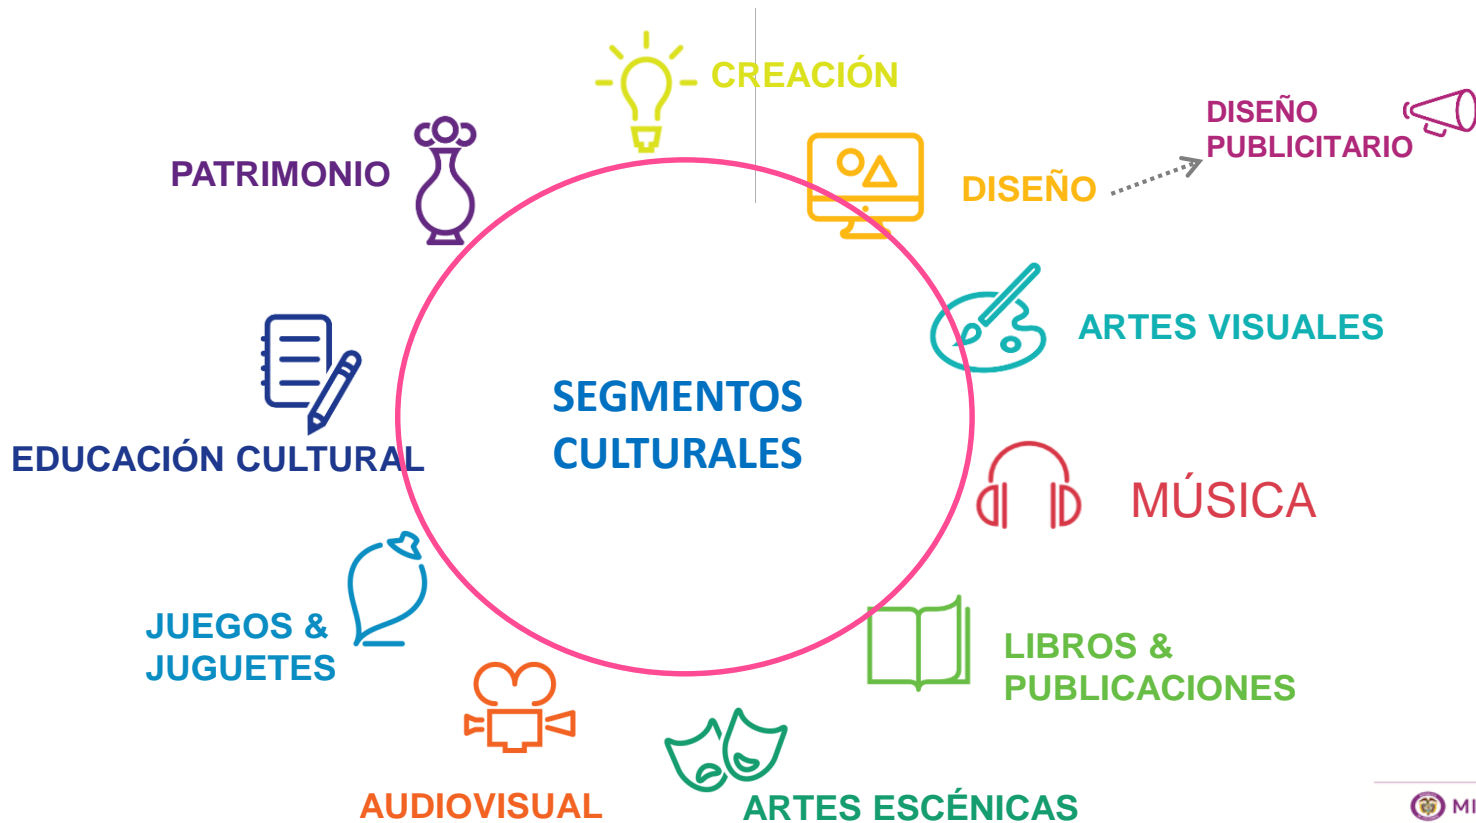 CREACIÓN
DISEÑO
PUBLICITARIO
PATRIMONIO
DISEÑO
ARTES VISUALES
SEGMENTOS
CULTURALES
EDUCACIÓN CULTURAL
MÚSICA
JUEGOS &
JUGUETES
LIBROS &
PUBLICACIONES
AUDIOVISUAL
ARTES ESCÉNICAS
MI